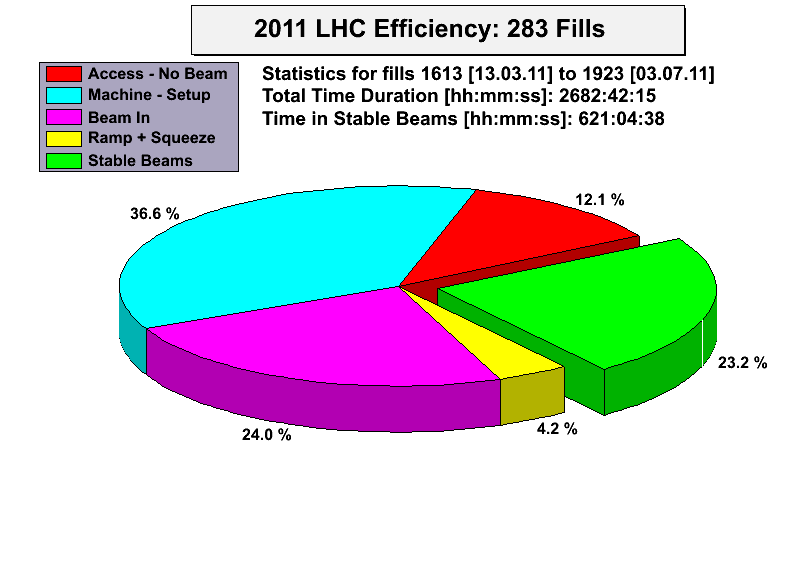 2011 LHC Efficiency: 283 Fills
Access - No Beam
Machine - Setup
Beam In
Ramp + Squeeze
Stable Beams
Statistics for fills 1613 [13.03.11] to 1923 [03.07.11]
Total Time Duration [hh:mm:ss]: 2682:42:15
Time in Stable Beams [hh:mm:ss]: 621:04:38
12.1 %
36.6 %
23.2 %
24.0 %
4.2 %